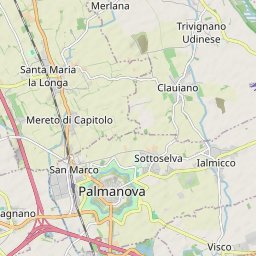 Merlana
Trivignano
Udinese
Santa Maria
la Longa
Clauiano
Mereto di Capitolo
Sottoselva
Ialmicco
San Marco
Palmanova
agnano
Visco